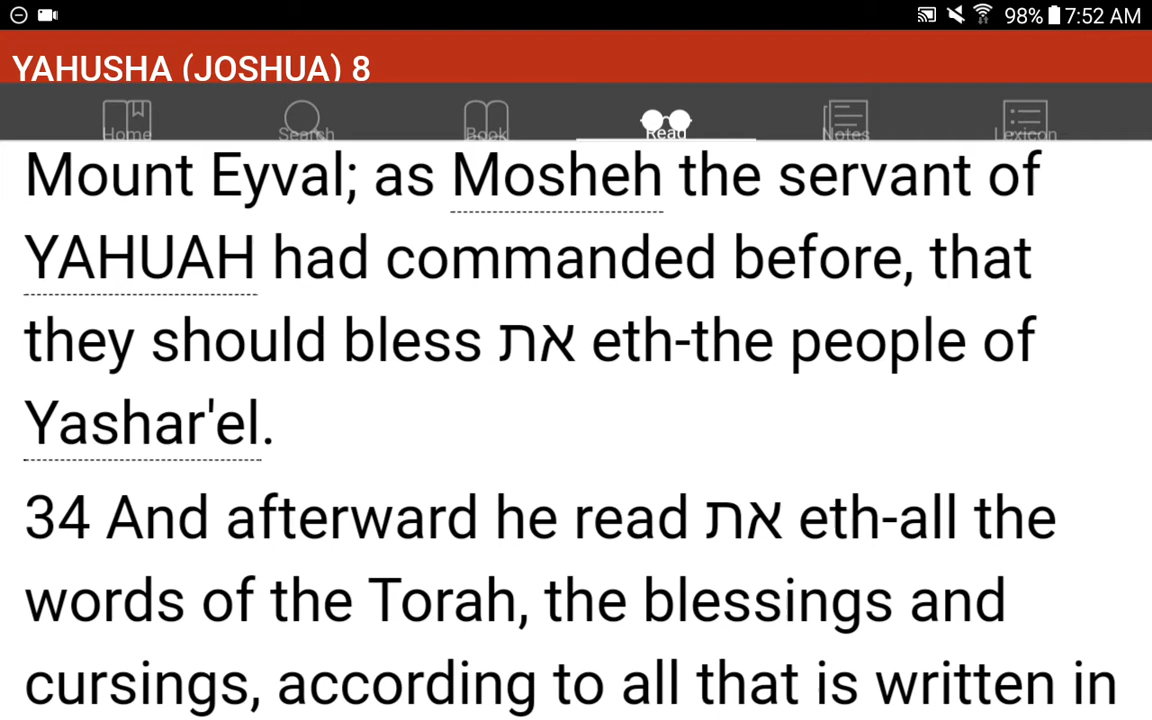 98% 7:52 AM
YAHUSHA (JOSHUA) 8
Home Search Book Read Notes Lexicon
Mount Eyval; as Mosheh the servant of
YAHUAH had commanded before, that
they should bless את eth-the people of
Yashar'el.
34 And afterward he read את eth-all the
words of the Torah, the blessings and
cursings, according to all that is written in